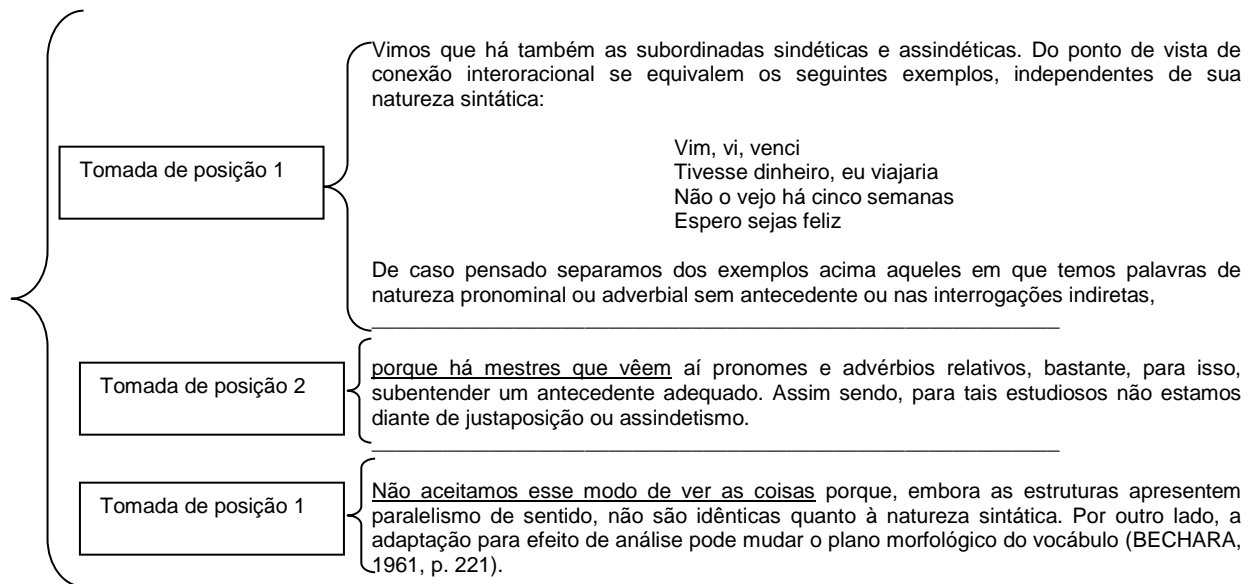 Vimos que há também as subordinadas sindéticas e assindéticas. Do ponto de vista de
conexão interoracional se equivalem os seguintes exemplos, independentes de sua
natureza sintática:
Tomada de posição 1
Vim, vi, venci
Tivesse dinheiro, eu viajaria
Não o vejo há cinco semanas
Espero sejas feliz
De caso pensado separamos dos exemplos acima aqueles em que temos palavras de
natureza pronominal ou adverbial sem antecedente ou nas interrogações indiretas,
Tomada de posição 2
porque há mestres que vêem aí pronomes e advérbios relativos, bastante, para isso,
subentender um antecedente adequado. Assim sendo, para tais estudiosos não estamos
diante de justaposição ou assindetismo.
Tomada de posição 1
Não aceitamos esse modo de ver as coisas porque, embora as estruturas apresentem
paralelismo de sentido, não são idênticas quanto à natureza sintática. Por outro lado, a
adaptação para efeito de análise pode mudar o plano morfológico do vocábulo (BECHARA,
1961, p. 221).